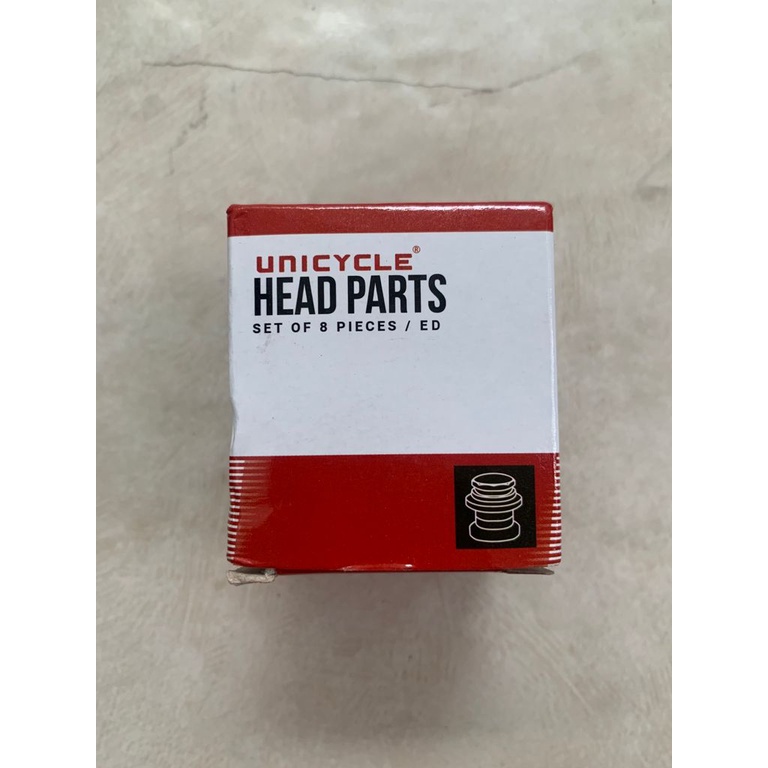 UNICYCLE®
HEAD PARTS
SET OF 8 PIECES / ED